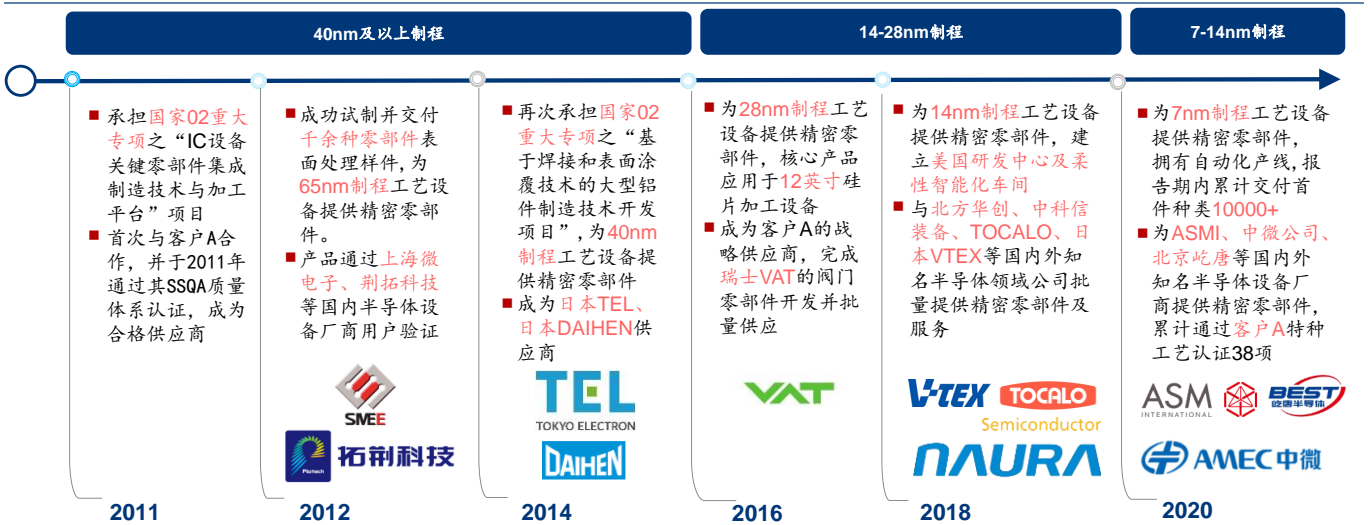 40nm及以上制程
14-28nm制程
7-14nm制程
承担国家02重大
专项之“IC设备
关键零部件集成
制造技术与加工
平台”项目
首次与客户A合
作，并于2011年
通过其SSQA质量
体系认证，成为
合格供应商
2011
成功试制并交付
千余种零部件表
面处理样件,为
65nm制程工艺设
备提供精密零部
件。
产品通过上海微
电子、荆拓科技
等国内半导体设
备厂商用户验证
SMEE
Piotech
拓荆科技
2012
再次承担国家02
重大专项之“基
于焊接和表面涂
覆技术的大型铝
件制造技术开发
项目”,为40nm
制程工艺设备提
供精密零部件
成为日本TEL、
日本DAIHEN供
应商
TEL
TOKYO ELECTRON
DAIHEN
2014
为28nm制程工艺
设备提供精密零
部件，核心产品
应用于12英寸硅
片加工设备
成为客户A的战
略供应商，完成
瑞士VAT的阀门
零部件开发并批
量供应
VAT
2016
为14nm制程工艺设备
提供精密零部件，建
立美国研发中心及柔
性智能化车间
与北方华创、中科信
装备、TOCALO、日
本VTEX等国内外知
名半导体领域公司批
量提供精密零部件及
服务
V-TEX
TOCALO
Semiconductor
NAURA
2018
为7nm制程工艺设备
提供精密零部件，
拥有自动化产线,报
告期内累计交付首
件种类10000+
为ASMI、中微公司、
北京屹唐等国内外
知名半导体设备厂
商提供精密零部件，
累计通过客户A特种
工艺认证38项
ASM
INTERNATIONAL
BEST
屹唐半导体
AMEC中微
2020